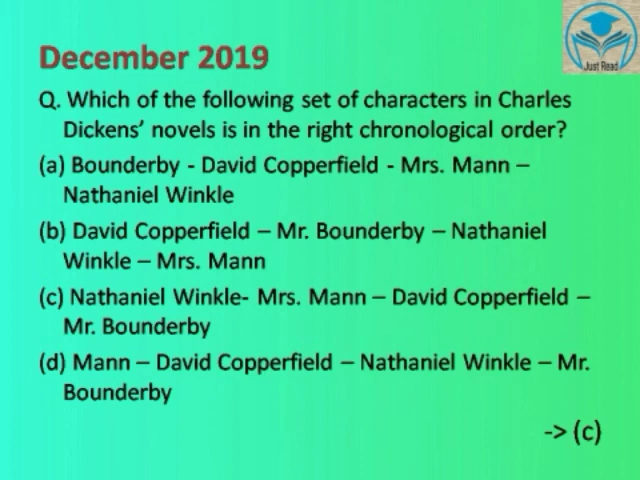 Just Read
December 2019
Q. Which of the following set of characters in Charles
Dickens’ novels is in the right chronological order?
(a) Bounderby - David Copperfield - Mrs. Mann –
Nathaniel Winkle
(b) David Copperfield – Mr. Bounderby – Nathaniel
Winkle – Mrs. Mann
(c) Nathaniel Winkle- Mrs. Mann – David Copperfield –
Mr. Bounderby
(d) Mann – David Copperfield – Nathaniel Winkle – Mr.
Bounderby
-> (c)